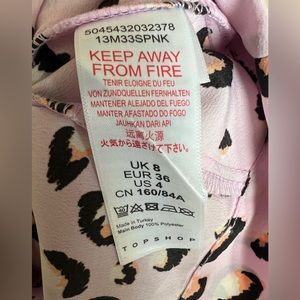 5045432032378
13M33SPNK
KEEP AWAY
FROM FIRE
TENIR ELOIGNE DU FEU
VON ZUNDQUELLEN FERNHALTEN
MANTENER ALEJADO DEL FUEGO
MANTER AFASTADO DO FOGO
JAUHKAN DARI API
远离火源
火気から遠ざけて下さい。
UK 8
EUR 36
US 4
CN 160/84A
Made in Turkey
Main Body 100% Polyester
TOPSHOP